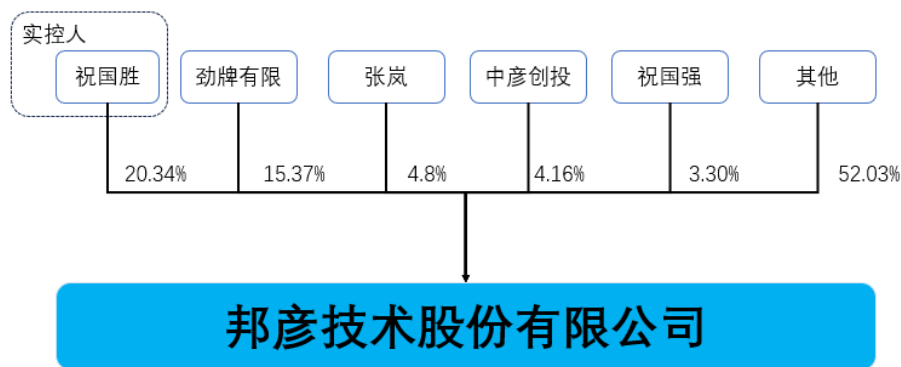 实控人
祝国胜 劲牌有限 张岚 中彦创投 祝国强 其他
20.34% 15.37% 4.8% 4.16% 3.30% 52.03%
邦彦技术股份有限公司